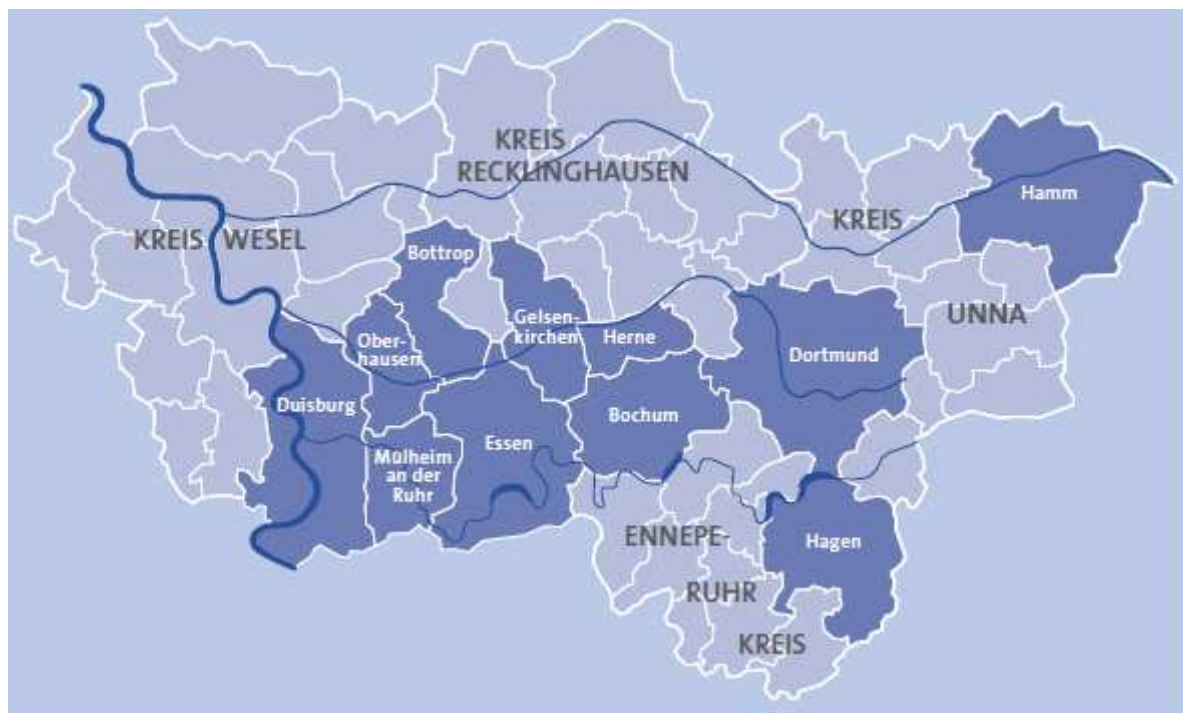 KREIS
RECKLINGHAUSEN
Hamm
KREIS WESEL
KREIS
Bottrop
UNNA
Gelsen-
kirchen
Herne
Ober-
hausen
Dortmund
Duisburg
Bochum
Essen
Mülheim
an der
Ruhr
ENNEPE-
Hagen
RUHR
KREIS